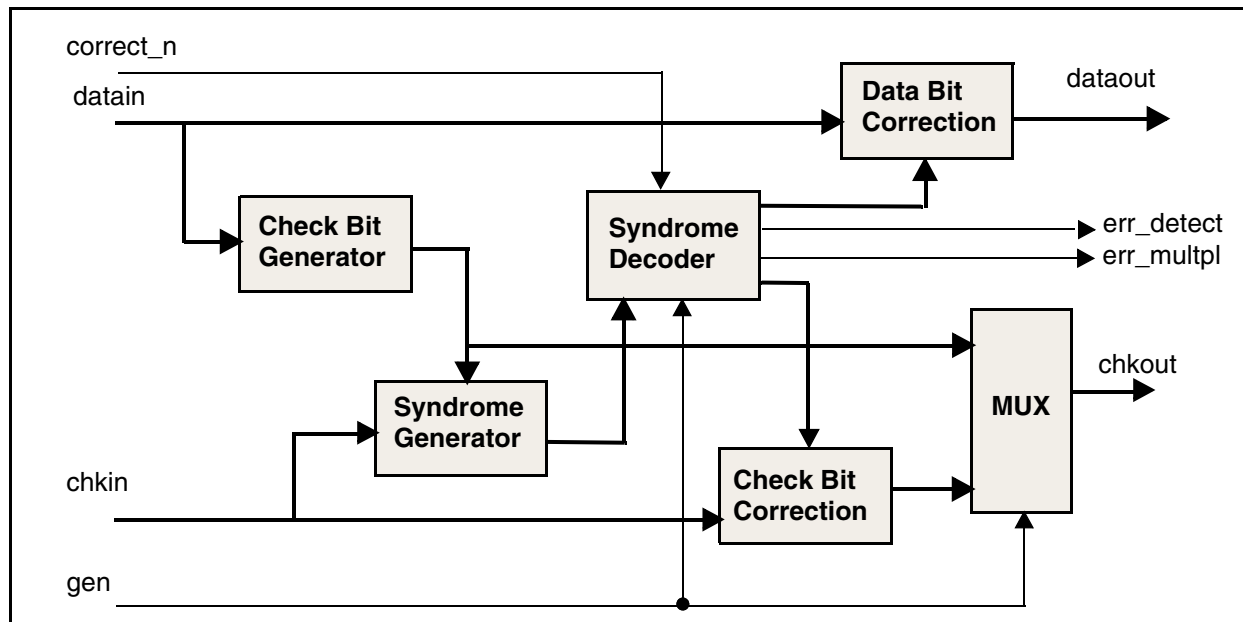 correct_n
datain
Data Bit
Correction
dataout
Check Bit
Generator
Syndrome
Decoder
err_detect
err_multpl
Syndrome
Generator
MUX
chkout
chkin
Check Bit
Correction
gen